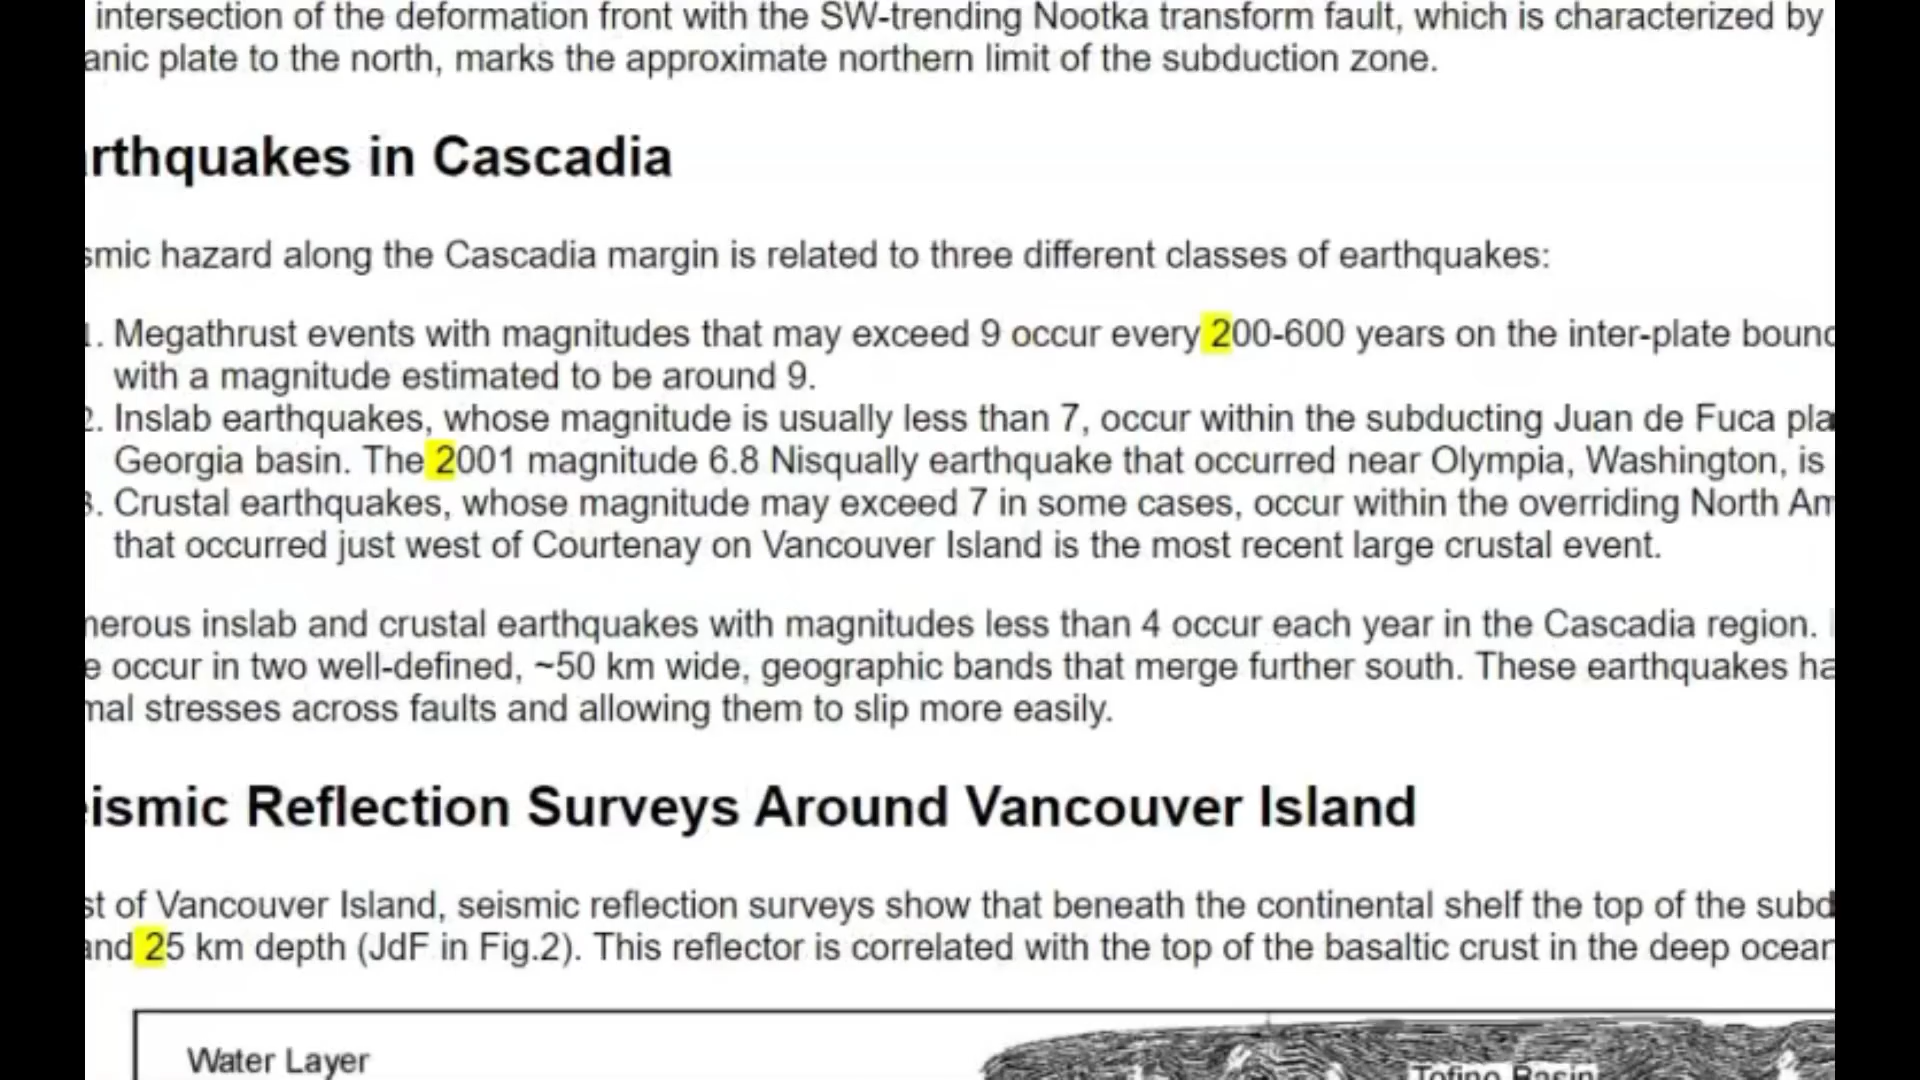 intersection of the deformation front with the SW-trending Nootka transform fault, which is characterized by
anic plate to the north, marks the approximate northern limit of the subduction zone.
rthquakes in Cascadia
smic hazard along the Cascadia margin is related to three different classes of earthquakes:
1. Megathrust events with magnitudes that may exceed 9 occur every 200-600 years on the inter-plate bound
with a magnitude estimated to be around 9.
2. Inslab earthquakes, whose magnitude is usually less than 7, occur within the subducting Juan de Fuca pla
Georgia basin. The 2001 magnitude 6.8 Nisqually earthquake that occurred near Olympia, Washington, is
3. Crustal earthquakes, whose magnitude may exceed 7 in some cases, occur within the overriding North Am
that occurred just west of Courtenay on Vancouver Island is the most recent large crustal event.
nerous inslab and crustal earthquakes with magnitudes less than 4 occur each year in the Cascadia region.
e occur in two well-defined, ~50 km wide, geographic bands that merge further south. These earthquakes ha
mal stresses across faults and allowing them to slip more easily.
eismic Reflection Surveys Around Vancouver Island
st of Vancouver Island, seismic reflection surveys show that beneath the continental shelf the top of the subd
and 25 km depth (JdF in Fig.2). This reflector is correlated with the top of the basaltic crust in the deep ocean
Water Layer
Tofino Basin